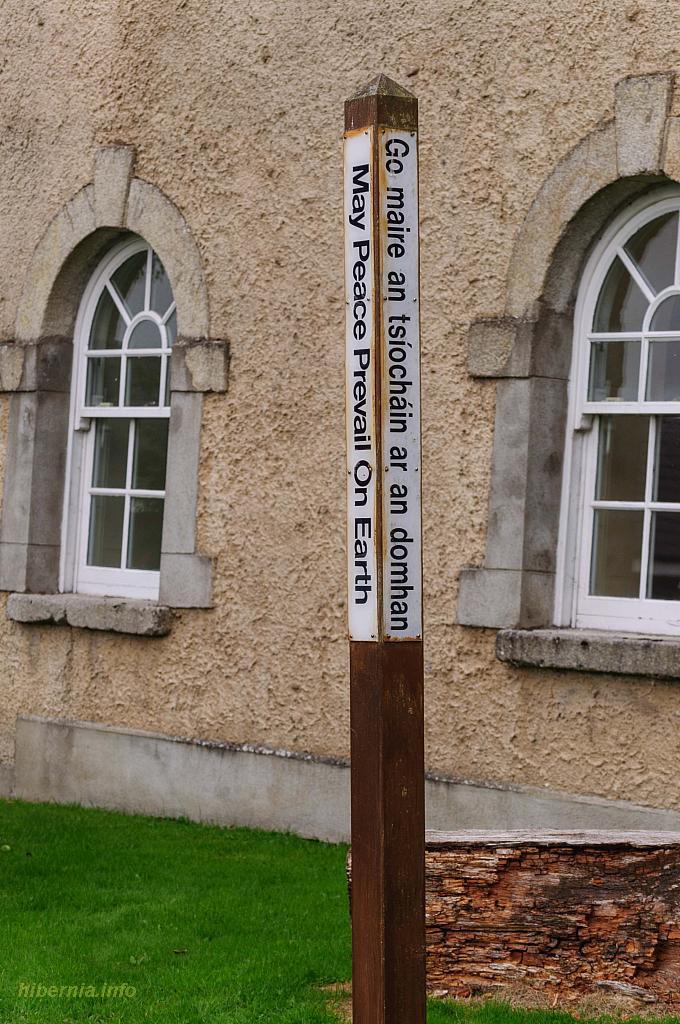 May Peace Prevail On Earth
Go maire an tsíocháin ar an domhan
hibernia.info